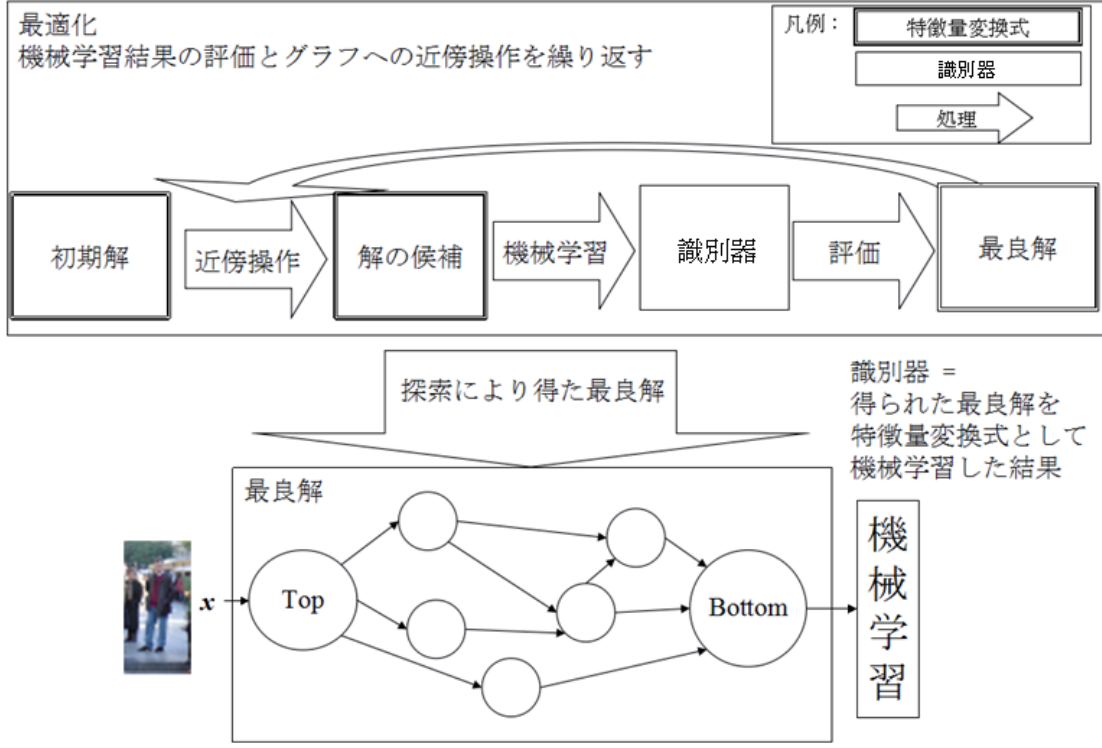 最適化
機械学習結果の評価とグラフへの近傍操作を繰り返す
凡例：
特徴量変換式
識別器
処理
初期解
近傍操作
解の候補
機械学習
識別器
評価
最良解
探索により得た最良解
識別器 =
得られた最良解を
特徴量変換式として
機械学習した結果
最良解
x
Top
Bottom
機械学習